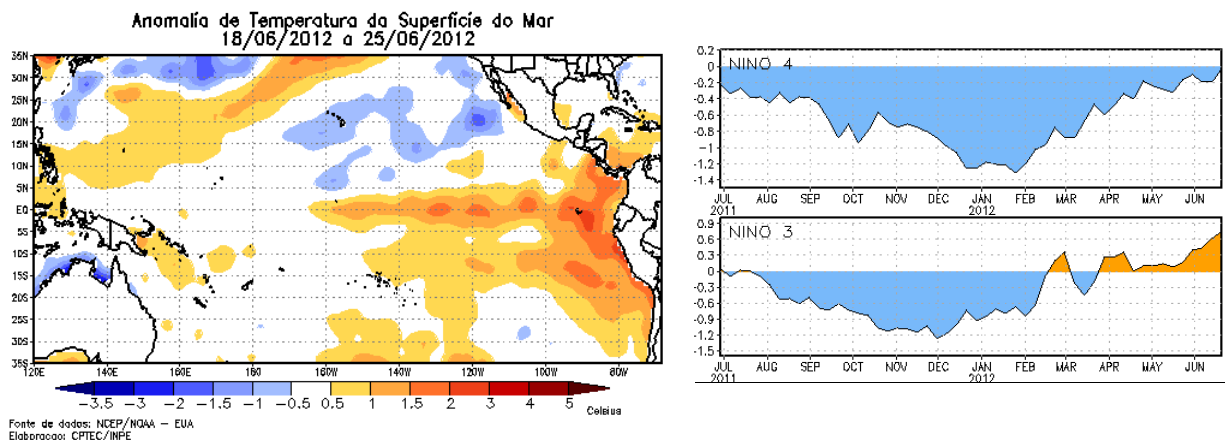 Anomalia de Temperatura da Superfície do Mar
18/06/2012 a 25/06/2012
35N
30N
25N
20N
15N
10N
5N
EQ
5S
10S
15S
20S
25S
30S
35S
120E 140E 160E 180 160W 140W 120W 100W 80W
-3.5 -3 -2 -1.5 -1 -0.5 0.5 1 1.5 2 3 4 5
Celsius
Fonte de dados: NCEP/NOAA - EUA
Elaboracao: CPTEC/INPE
NINO 4
0.2
0
-0.2
-0.4
-0.6
-0.8
-1
-1.2
-1.4
JUL AUG SEP OCT NOV DEC JAN FEB MAR APR MAY JUN
2011 2012
NINO 3
0.9
0.6
0.3
0
-0.3
-0.6
-0.9
-1.2
-1.5
JUL AUG SEP OCT NOV DEC JAN FEB MAR APR MAY JUN
2011 2012